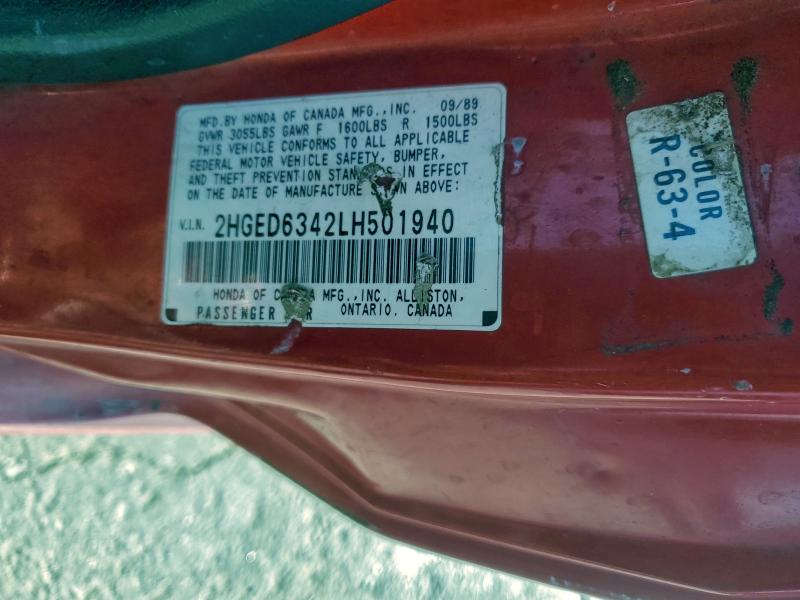 MFD.BY HONDA OF CANADA MFG.,INC. 09/89
GVWR 3055LBS GAWR F 1600LBS R 1500LBS
THIS VEHICLE CONFORMS TO ALL APPLICABLE
FEDERAL MOTOR VEHICLE SAFETY, BUMPER,
AND THEFT PREVENTION IN EFFECT
ON THE DATE OF MANUFACTURE ABOVE:
V.I.N. 2HGED6342LH501940
HONDA OF CANADA MFG.,INC. ALLISTON,
PASSENGER ONTARIO. CANADA
COLOR
R-63-4